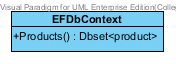 Visual Paradigm for UML Enterprise Edition(Colle
EFDbContext
+Products() : Dbset<product>